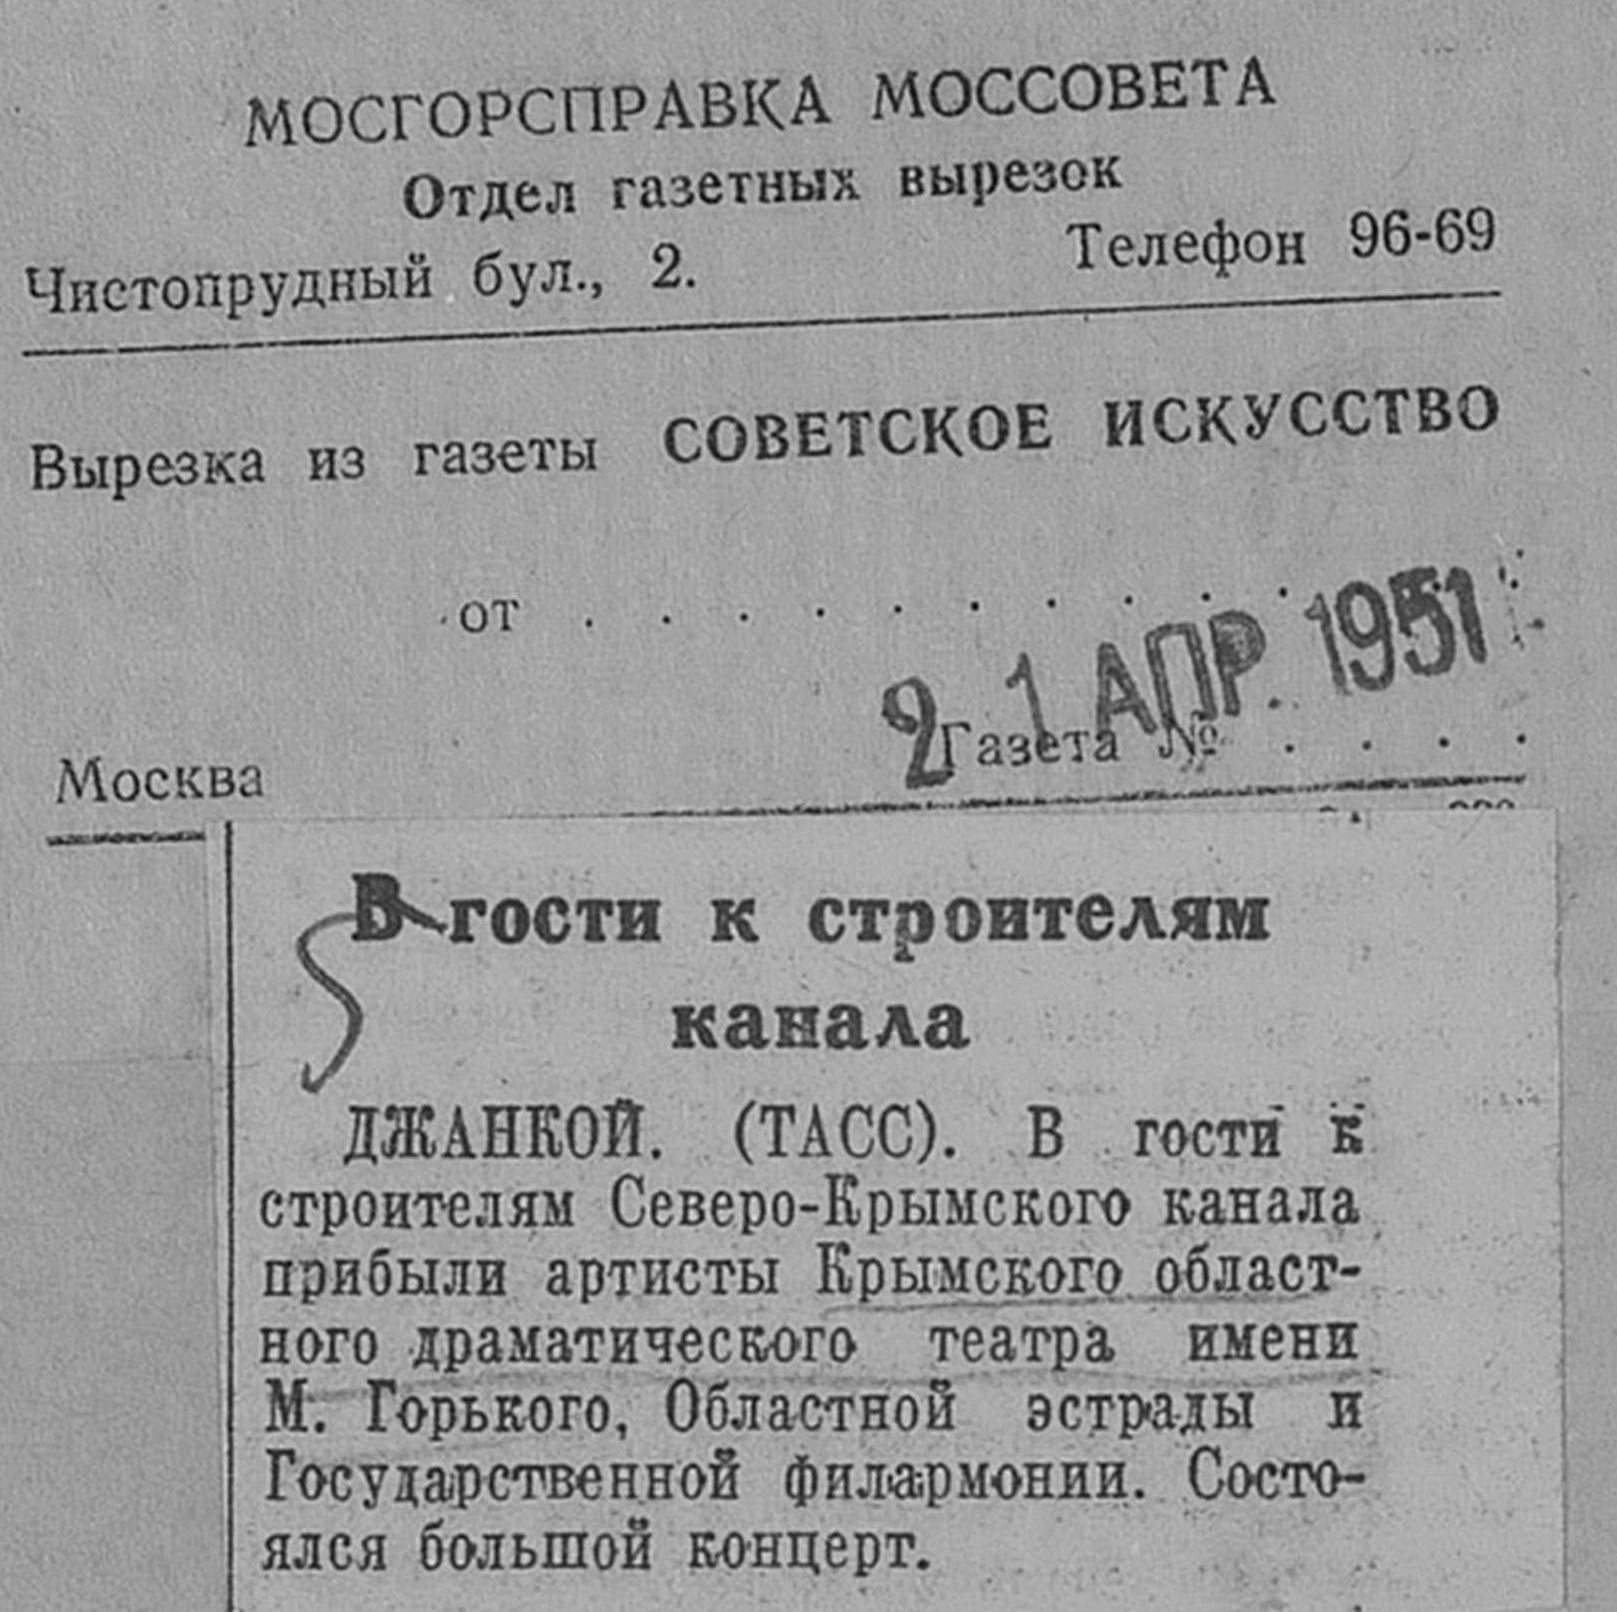 МОСГОРСПРАВКА МОССОВЕТА
Отдел газетных вырезок
Чистопрудный бул., 2. Телефон 96-69
Вырезка из газеты СОВЕТСКОЕ ИСКУССТВО
от . . . . . . . . . . . . .
21 АПР. 1951
Москва Газета № . . . .
В гости к строителям
канала
ДЖАНКОЙ. (ТАСС). В гости к
строителям Северо-Крымского канала
прибыли артисты Крымского област-
ного драматического театра имени
М. Горького, Областной эстрады и
Государственной филармонии. Состо-
ялся большой концерт.